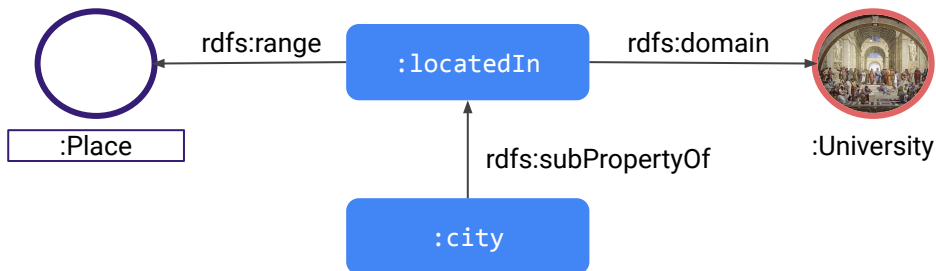 rdfs:range
:locatedIn
rdfs:domain
:Place
:University
rdfs:subPropertyOf
:city